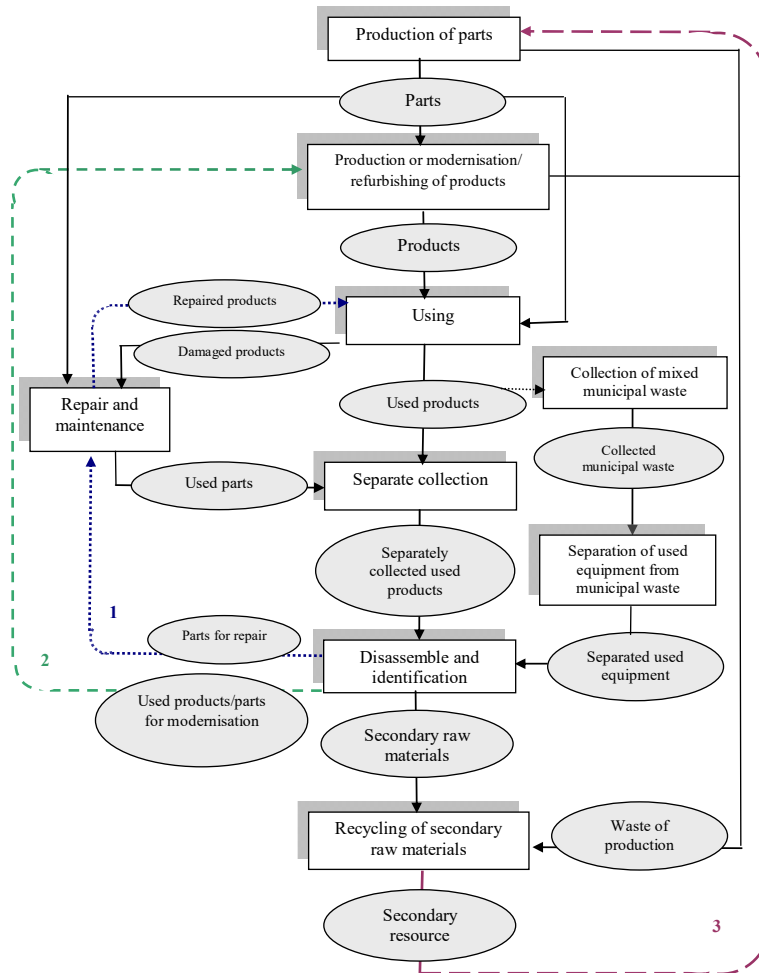 Production of parts
Parts
Production or modernisation/
refurbishing of products
Products
Repaired products
Using
Damaged products
Collection of mixed
municipal waste
Repair and
maintenance
Used products
Collected
municipal waste
Used parts
Separate collection
Separately
collected used
products
Separation of used
equipment from
municipal waste
1
Parts for repair
2
Disassemble and
identification
Separated used
equipment
Used products/parts
for modernisation
Secondary raw
materials
Recycling of secondary
raw materials
Waste of
production
Secondary
resource
3